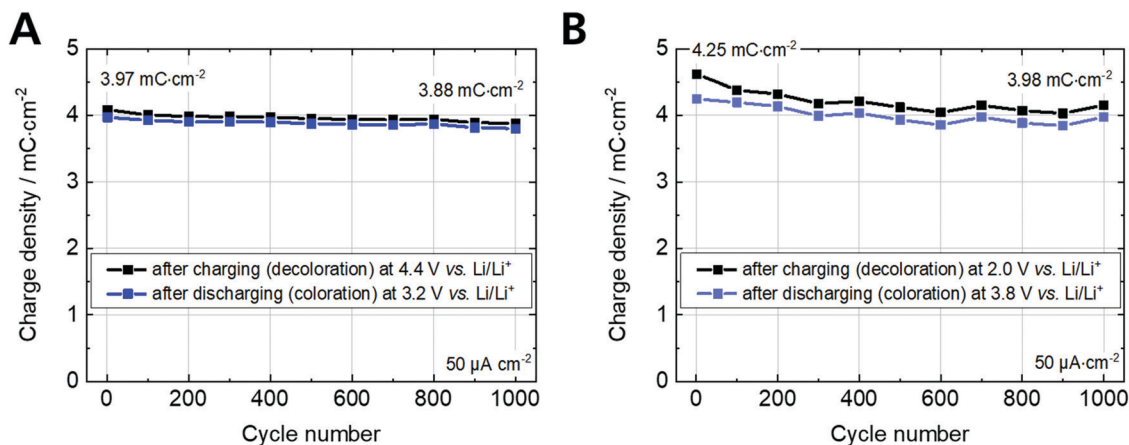 A
Charge density / mC·cm⁻²
5
4
3
2
1
0
3.97 mC·cm⁻²
3.88 mC·cm⁻²
after charging (decoloration) at 4.4 V vs. Li/Li⁺
after discharging (coloration) at 3.2 V vs. Li/Li⁺
50 µA cm⁻²
0 200 400 600 800 1000
Cycle number
B
Charge density / mC·cm⁻²
5
4
3
2
1
0
4.25 mC·cm⁻²
3.98 mC·cm⁻²
after charging (decoloration) at 2.0 V vs. Li/Li⁺
after discharging (coloration) at 3.8 V vs. Li/Li⁺
50 µA·cm⁻²
0 200 400 600 800 1000
Cycle number